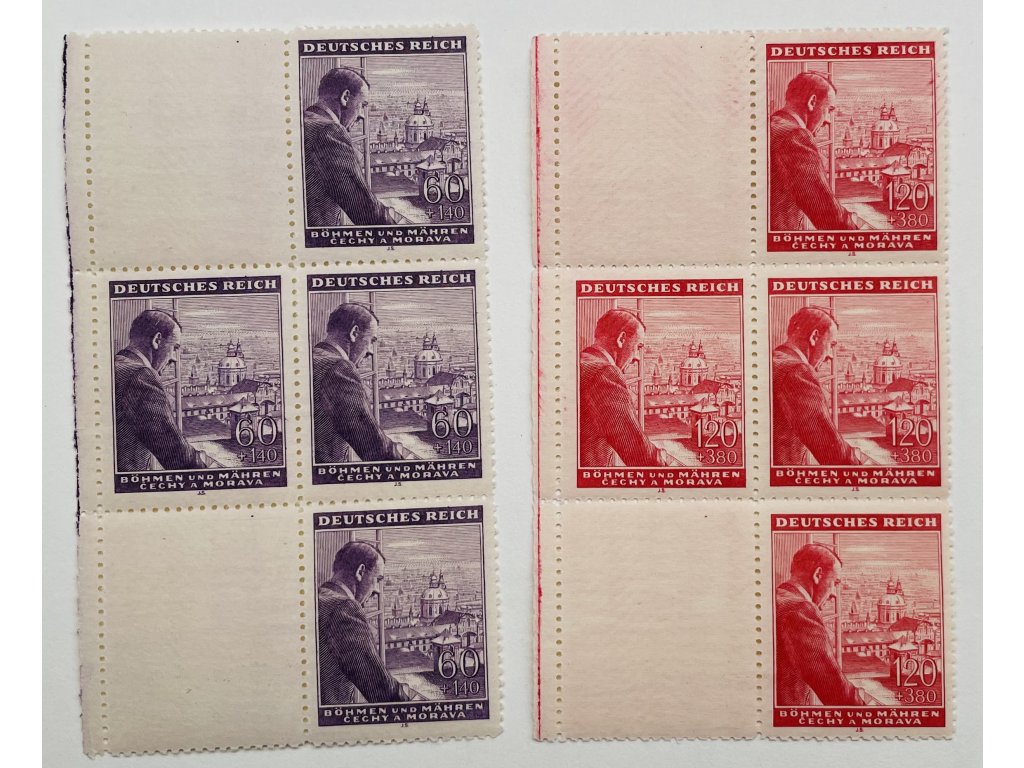 DEUTSCHES REICH
60
+140
BÖHMEN UND MÄHREN
ČECHY A MORAVA
J.S.
DEUTSCHES REICH
60
+140
BÖHMEN UND MÄHREN
ČECHY A MORAVA
J.S.
DEUTSCHES REICH
60
+140
BÖHMEN UND MÄHREN
ČECHY A MORAVA
J.S.
DEUTSCHES REICH
60
+140
BÖHMEN UND MÄHREN
ČECHY A MORAVA
J.S.
DEUTSCHES REICH
120
+380
BÖHMEN UND MÄHREN
ČECHY A MORAVA
J.S.
DEUTSCHES REICH
120
+380
BÖHMEN UND MÄHREN
ČECHY A MORAVA
J.S.
DEUTSCHES REICH
120
+380
BÖHMEN UND MÄHREN
ČECHY A MORAVA
J.S.
DEUTSCHES REICH
120
+380
BÖHMEN UND MÄHREN
ČECHY A MORAVA
J.S.